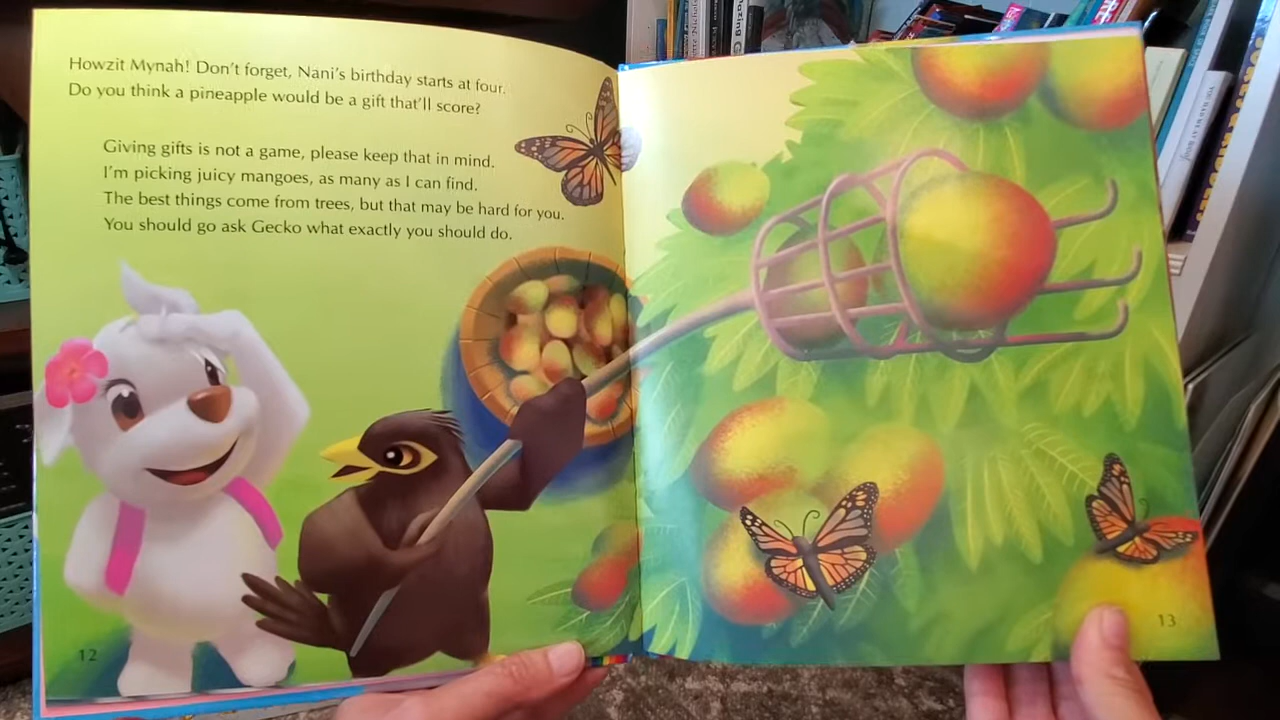 Howzit Mynah! Don't forget, Nani's birthday starts at four.
Do you think a pineapple would be a gift that'll score?
Giving gifts is not a game, please keep that in mind.
I'm picking juicy mangoes, as many as I can find.
The best things come from trees, but that may be hard for you.
You should go ask Gecko what exactly you should do.
12
13